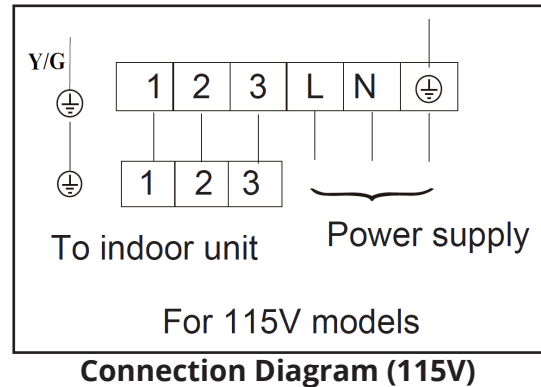 Y/G
1 2 3 L N
1 2 3
To indoor unit
Power supply
For 115V models
Connection Diagram (115V)